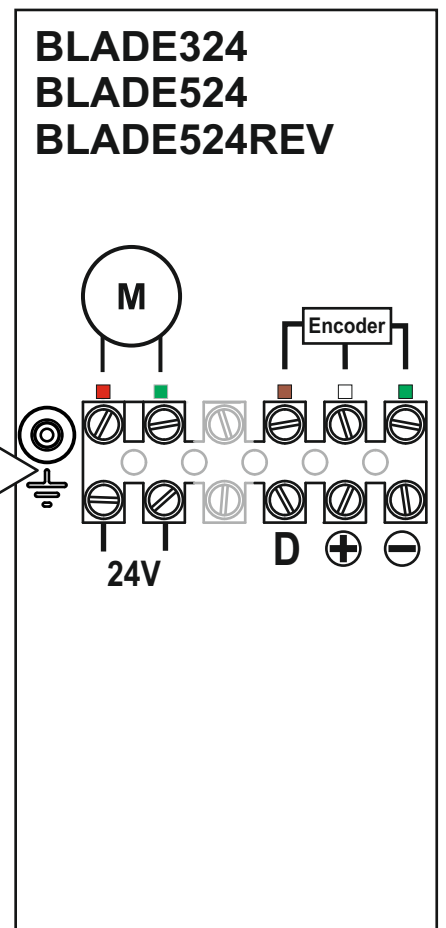 BLADE324
BLADE524
BLADE524REV
M
Encoder
24V
D
+
−